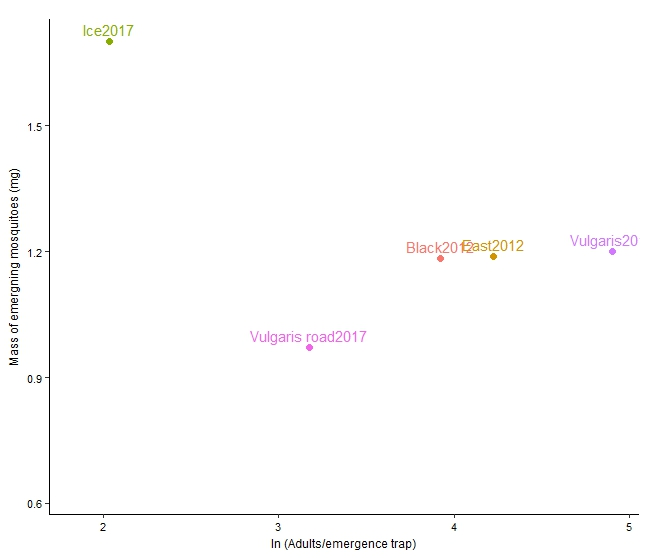 Ice2017
1.5
Black2012
East2012
Vulgaris20
1.2
Vulgaris road2017
0.9
0.6
2
3
4
5
Mass of emergning mosquitoes (mg)
ln (Adults/emergence trap)